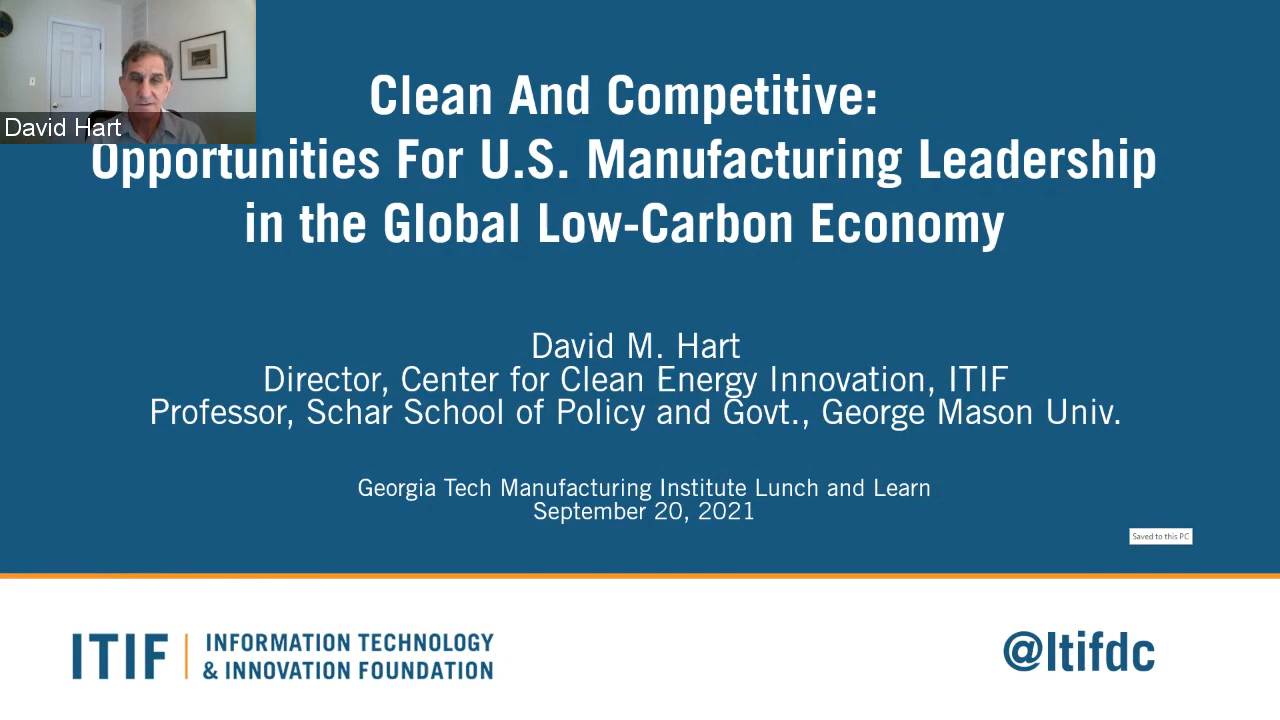 David Hart
Clean And Competitive:
Opportunities For U.S. Manufacturing Leadership
in the Global Low-Carbon Economy
David M. Hart
Director, Center for Clean Energy Innovation, ITIF
Professor, Schar School of Policy and Govt., George Mason Univ.
Georgia Tech Manufacturing Institute Lunch and Learn
September 20, 2021
Saved to this PC
ITIF
INFORMATION TECHNOLOGY
& INNOVATION FOUNDATION
@Itifdc